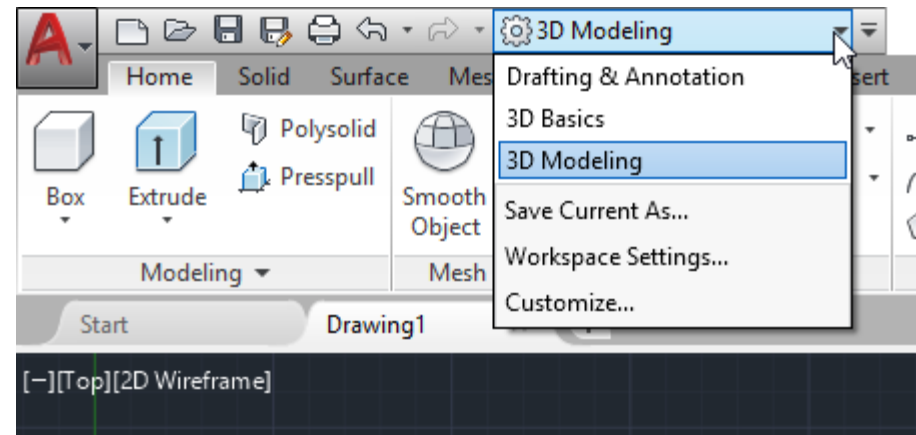 A
3D Modeling
Home Solid Surface Mes sert
Drafting & Annotation
3D Basics
3D Modeling
Save Current As...
Workspace Settings...
Customize...
Box
Extrude
Polysolid
Presspull
Smooth
Object
Modeling
Mesh
Start
Drawing1
[−][Top][2D Wireframe]